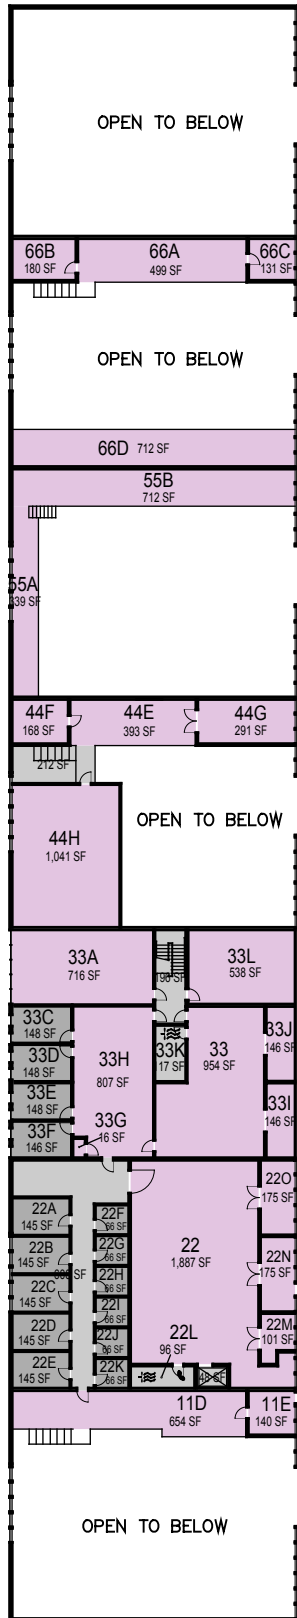 OPEN TO BELOW
66B
180 SF
66A
499 SF
66C
131 SF
OPEN TO BELOW
66D 712 SF
55B
712 SF
55A
339 SF
44F
168 SF
44E
393 SF
44G
291 SF
212 SF
OPEN TO BELOW
44H
1,041 SF
33A
716 SF
190 SF
33L
538 SF
33C
148 SF
33D
148 SF
33E
148 SF
33F
146 SF
33H
807 SF
33G
16 SF
33K
117 SF
33
954 SF
33J
146 SF
33I
146 SF
22A
145 SF
22B
145 SF
22C
145 SF
22D
145 SF
22E
145 SF
SF
22F
66 SF
22G
66 SF
22H
66 SF
22I
66 SF
22J
66 SF
22K
66 SF
22
1,887 SF
22O
175 SF
22N
175 SF
22M
101 SF
22L
96 SF
48 SF
11D
654 SF
11E
140 SF
OPEN TO BELOW